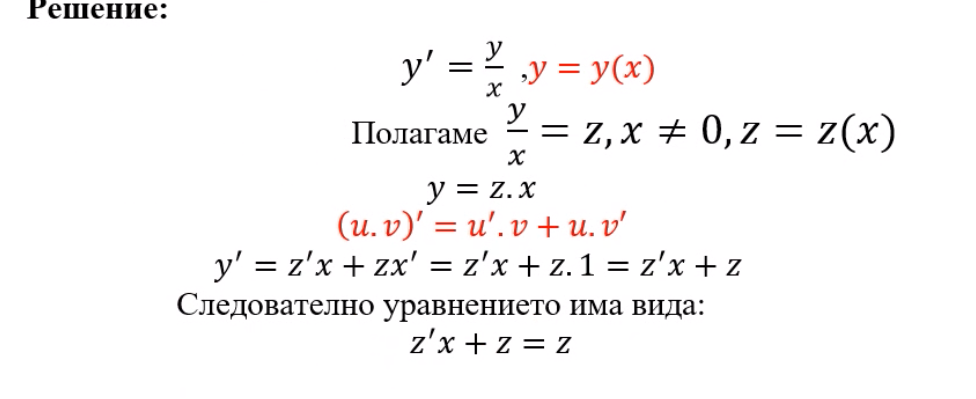 Решение:
y′ = y/x ,y = y(x)
Полагаме y/x = z, x ≠ 0, z = z(x)
y = z.x
(u.v)′ = u′.v + u.v′
y′ = z′x + zx′ = z′x + z.1 = z′x + z
Следователно уравнението има вида:
z′x + z = z